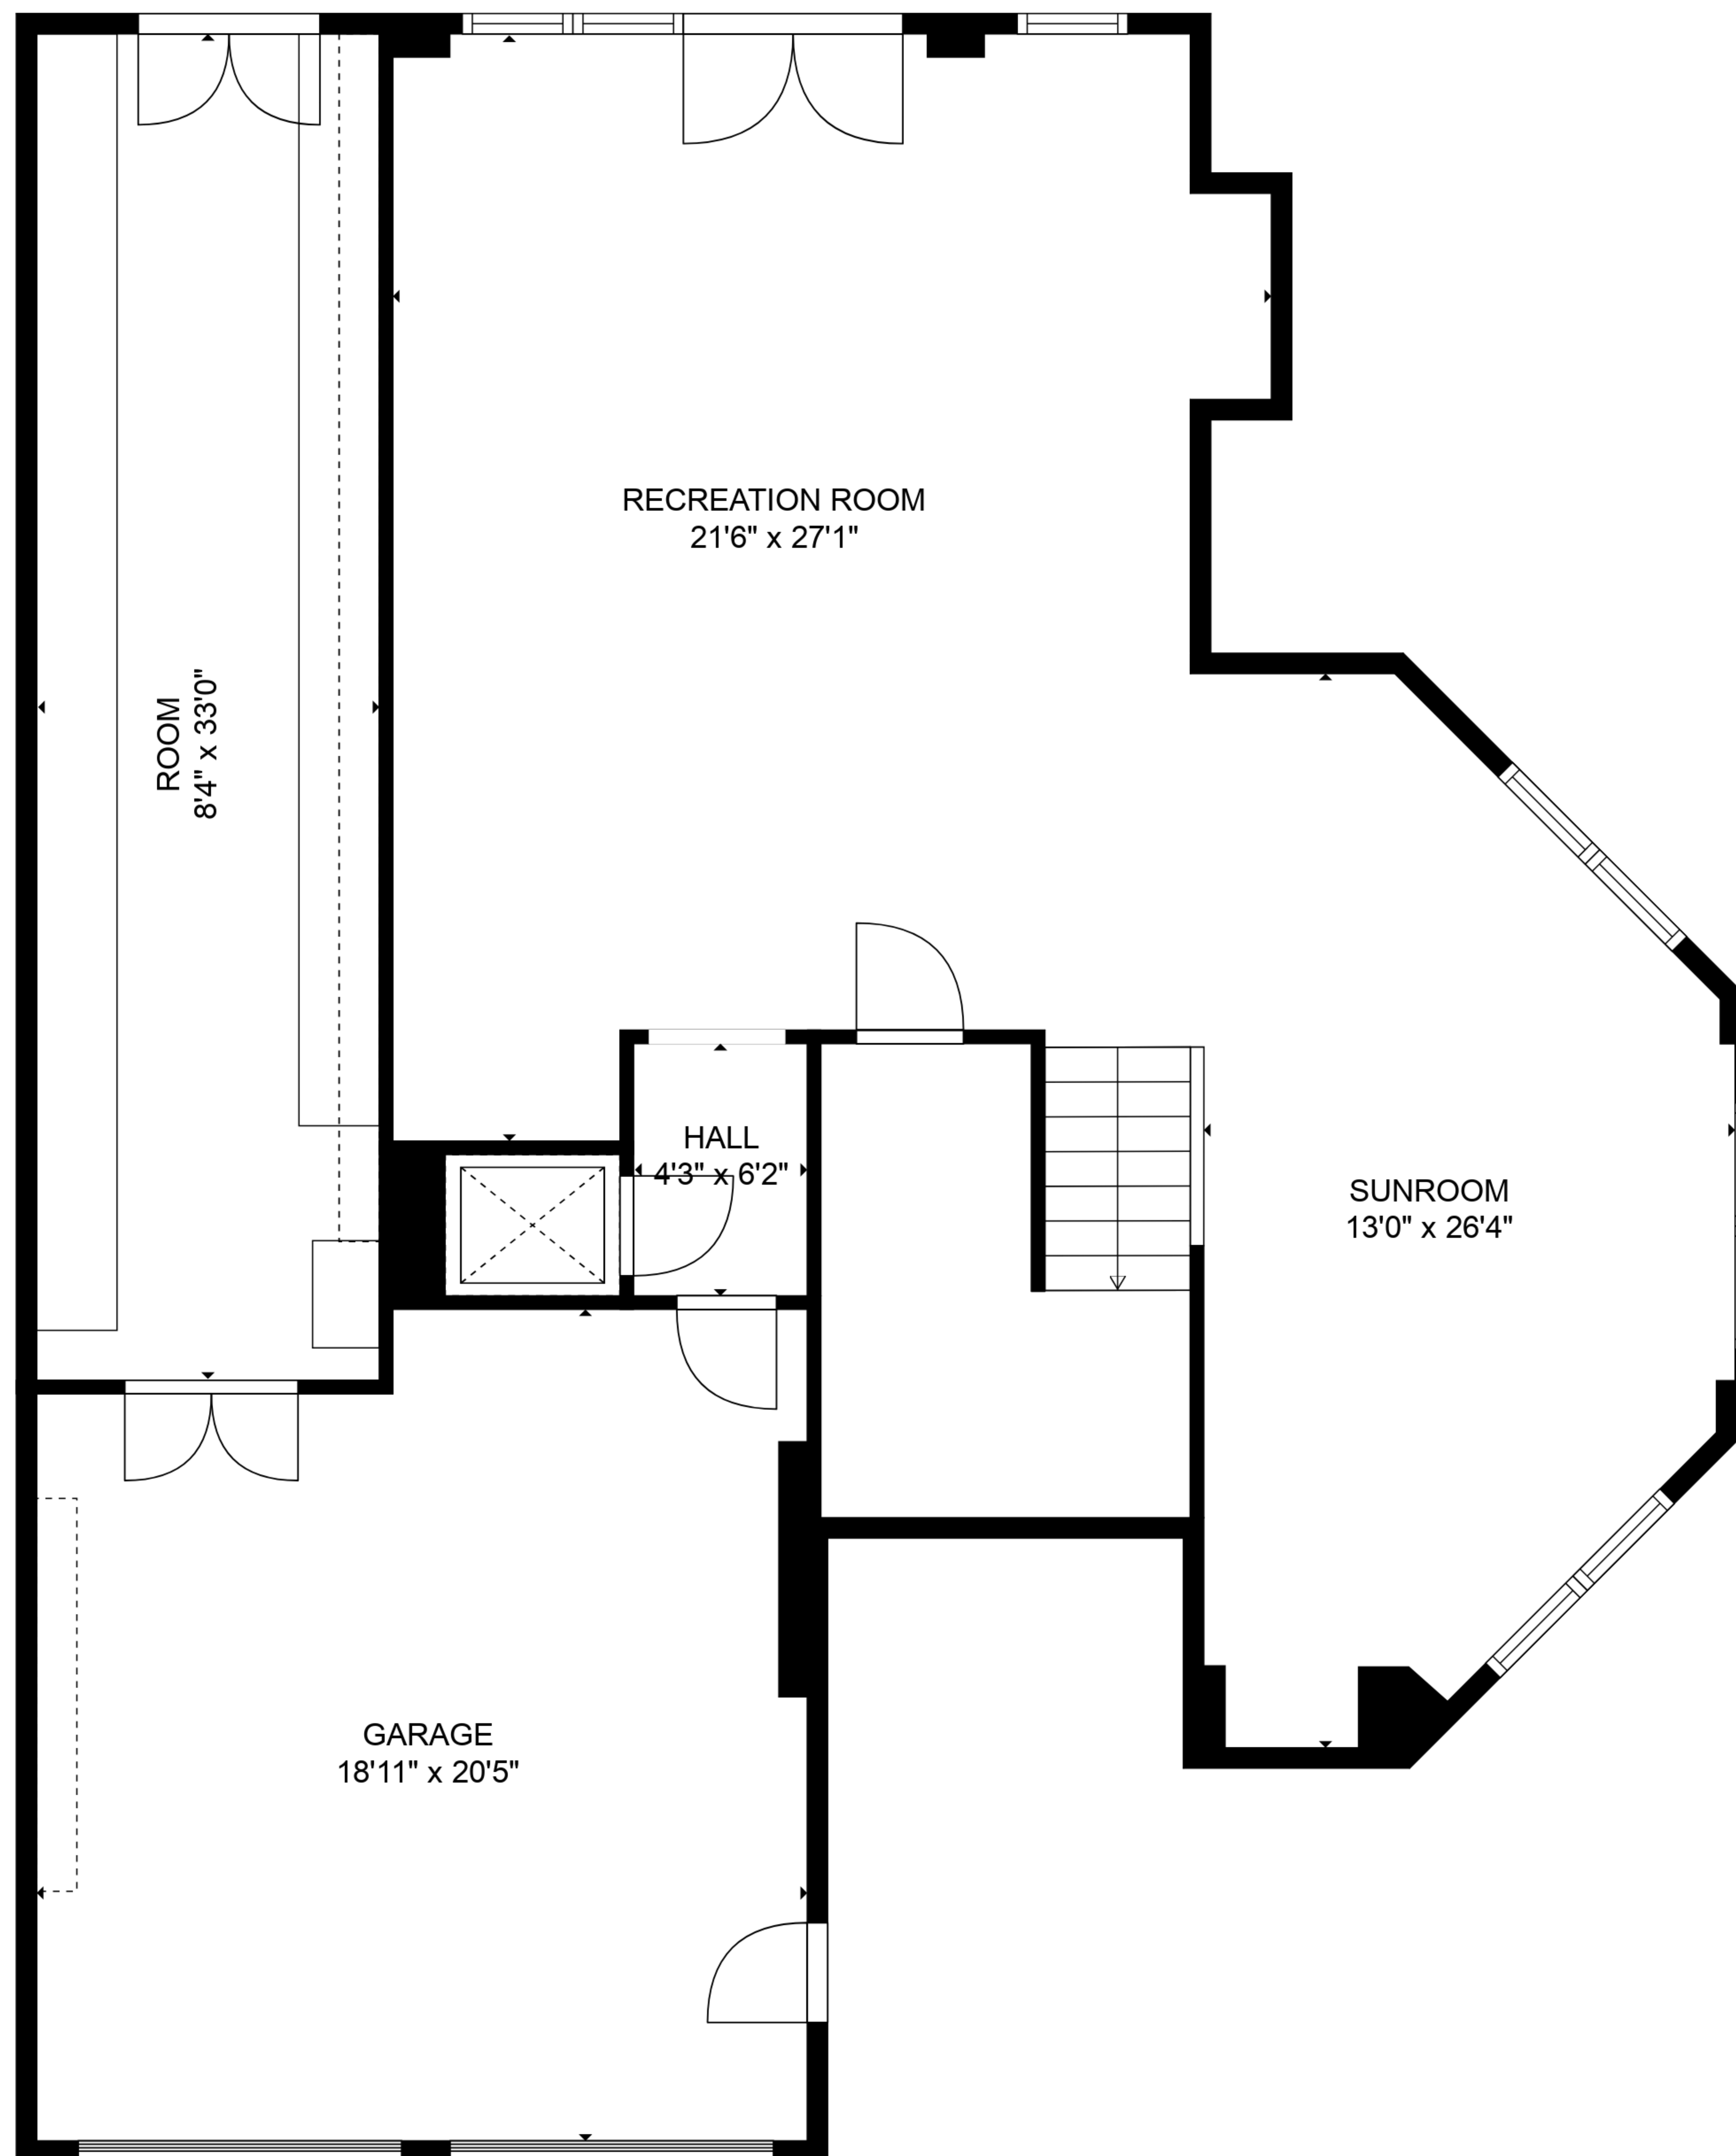 RECREATION ROOM
21'6" x 27'1"
ROOM
8'4" x 33'0"
HALL
4'3" x 6'2"
SUNROOM
13'0" x 26'4"
GARAGE
18'11" x 20'5"